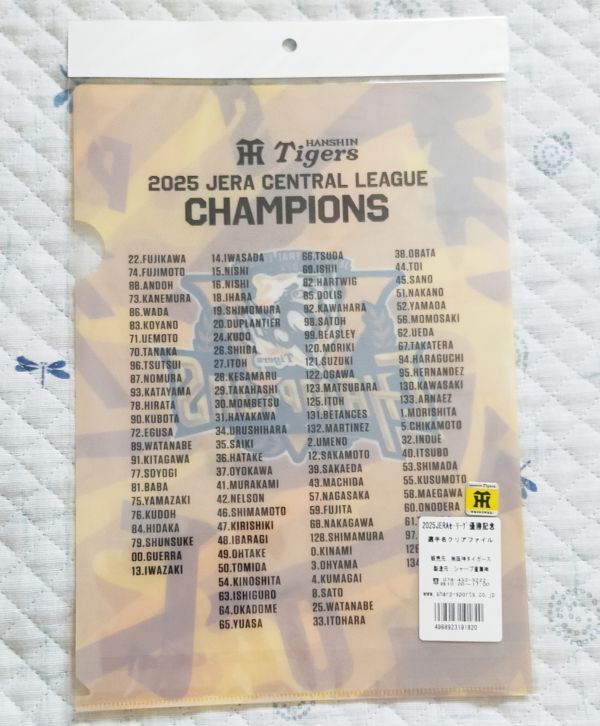 HANSHIN
Tigers
2025 JERA CENTRAL LEAGUE
CHAMPIONS
22.FUJIKAWA
74.FUJIMOTO
88.ANDOH
73.KANEMURA
86.WADA
83.KOYANO
71.UEMOTO
70.TANAKA
96.TSUTSUI
87.NOMURA
93.KATAYAMA
78.HIRATA
90.KUBOTA
72.EGUSA
89.WATANABE
91.KITAGAWA
77.SOYOGI
81.BABA
75.YAMAZAKI
76.KUDOH
84.HIDAKA
79.SHUNSUKE
00.GUERRA
13.IWAZAKI
14.IWASADA
15.NISHI
16.NISHI
18.IHARA
19.SHIMOMURA
20.DUPLANTIER
24.KUDO
26.SHIIBA
27.ITOH
28.KESAMARU
29.TAKAHASHI
30.MOMBETSU
31.HAYAKAWA
34.URUSHIHARA
35.SAIKI
36.HATAKE
37.OYOKAWA
41.MURAKAMI
42.NELSON
46.SHIMAMOTO
47.KIRISHIKI
48.IBARAGI
49.OHTAKE
50.TOMIDA
54.KINOSHITA
63.ISHIGURO
64.OKADOME
65.YUASA
66.TSUDA
69.ISHII
82.HARTWIG
85.DOLIS
92.KAWAHARA
98.SATOH
99.BEASLEY
120.MORIKI
121.SUZUKI
122.OGAWA
123.MATSUBARA
125.ITOH
131.BETANCES
132.MARTINEZ
2.UMENO
12.SAKAMOTO
39.SAKAEDA
43.MACHIDA
57.NAGASAKA
59.FUJITA
68.NAKAGAWA
128.SHIMAMURA
0.KINAMI
3.OHYAMA
4.KUMAGAI
8.SATO
25.WATANABE
33.ITOHARA
38.OBATA
44.TOI
45.SANO
51.NAKANO
52.YAMADA
56.MOMOSAKI
62.UEDA
67.TAKATERA
94.HARAGUCHI
95.HERNANDEZ
130.KAWASAKI
133.ARNAEZ
1.MORISHITA
5.CHIKAMOTO
32.INOUE
40.ITSUBO
53.SHIMADA
55.KUSUMOTO
58.MAEGAWA
60.ONODERA
2025JERAセ・リーグ 優勝記念
選手名クリアファイル
販売元 ㈱阪神タイガース
www.sharp-sports.co.jp
4968923191820